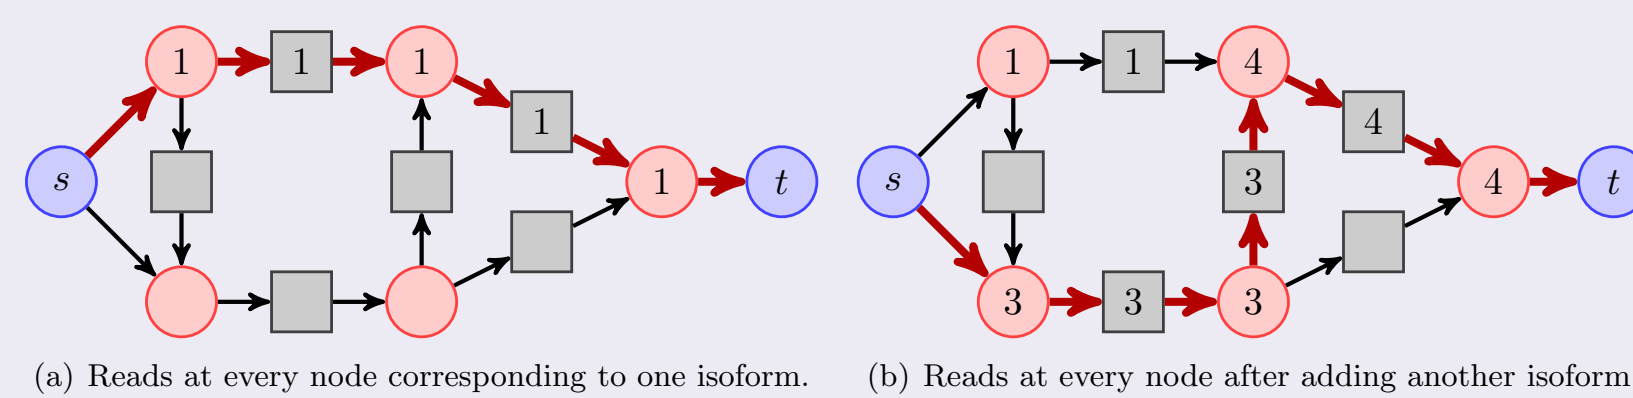 1 1 1
1
s 1 t
(a) Reads at every node corresponding to one isoform.
1 1 4
4
s 3 4 t
3 3 3
(b) Reads at every node after adding another isoform